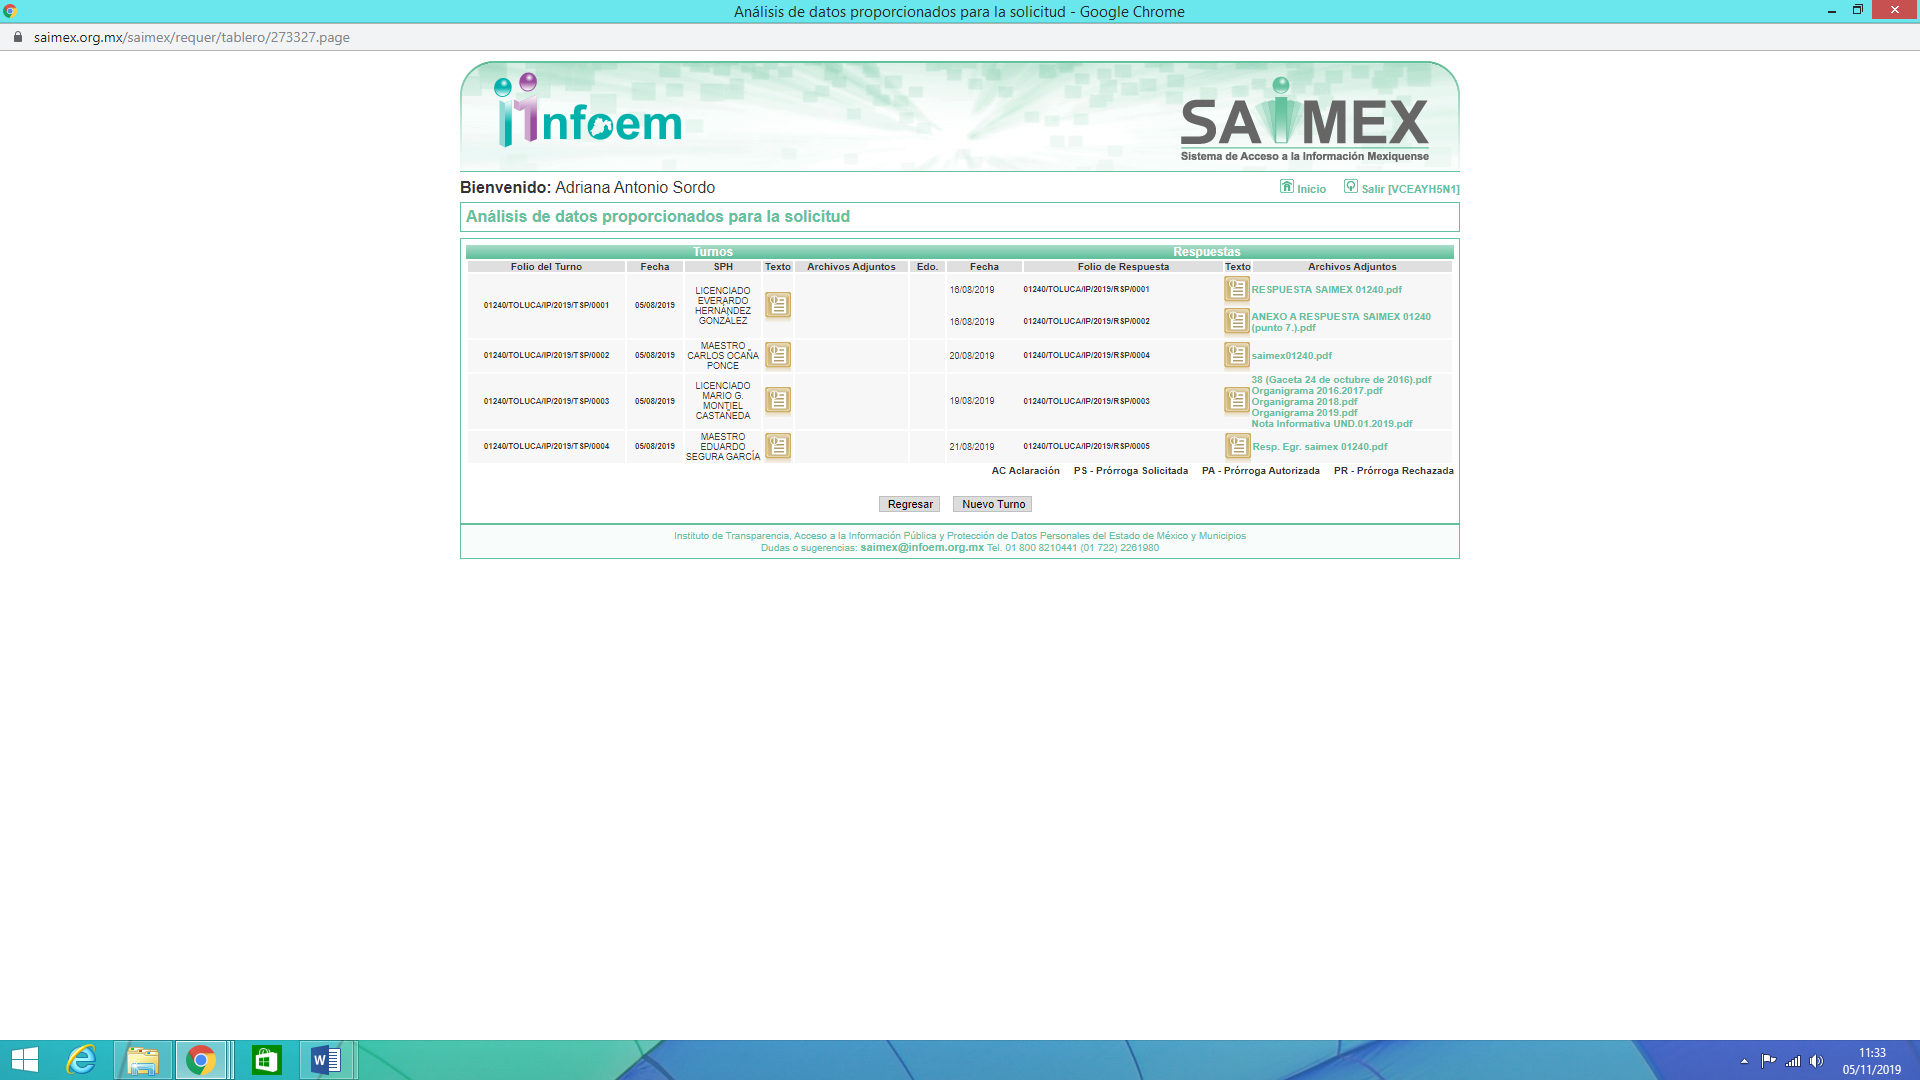 Análisis de datos proporcionados para la solicitud - Google Chrome
saimex.org.mx/saimex/requer/tablero/273327.page
infoem
SAIMEX
Sistema de Acceso a la Información Mexiquense
Bienvenido: Adriana Antonio Sordo
Inicio Salir [VCEAYH5N1]
Análisis de datos proporcionados para la solicitud
Turnos Respuestas
Folio del Turno Fecha SPH Texto Archivos Adjuntos Edo. Fecha Folio de Respuesta Texto Archivos Adjuntos
01240/TOLUCA/IP/2019/TSP/0001 05/08/2019
LICENCIADO
EVERARDO
HERNÁNDEZ
GONZÁLEZ
16/08/2019 01240/TOLUCA/IP/2019/RSP/0001 RESPUESTA SAIMEX 01240.pdf
16/08/2019 01240/TOLUCA/IP/2019/RSP/0002 ANEXO A RESPUESTA SAIMEX 01240
(punto 7.).pdf
01240/TOLUCA/IP/2019/TSP/0002 05/08/2019
MAESTRO
CARLOS OCAÑA
PONCE
20/08/2019 01240/TOLUCA/IP/2019/RSP/0004 saimex01240.pdf
01240/TOLUCA/IP/2019/TSP/0003 05/08/2019
LICENCIADO
MARIO G.
MONTIEL
CASTAÑEDA
19/08/2019 01240/TOLUCA/IP/2019/RSP/0003
38 (Gaceta 24 de octubre de 2016).pdf
Organigrama 2016.2017.pdf
Organigrama 2018.pdf
Organigrama 2019.pdf
Nota Informativa UND.01.2019.pdf
01240/TOLUCA/IP/2019/TSP/0004 05/08/2019
MAESTRO
EDUARDO
SEGURA GARCÍA
21/08/2019 01240/TOLUCA/IP/2019/RSP/0005 Resp. Egr. saimex 01240.pdf
AC Aclaración PS - Prórroga Solicitada PA - Prórroga Autorizada PR - Prórroga Rechazada
Regresar Nuevo Turno
Instituto de Transparencia, Acceso a la Información Pública y Protección de Datos Personales del Estado de México y Municipios
Dudas o sugerencias: saimex@infoem.org.mx Tel. 01 800 8210441 (01 722) 2261980
11:33
05/11/2019